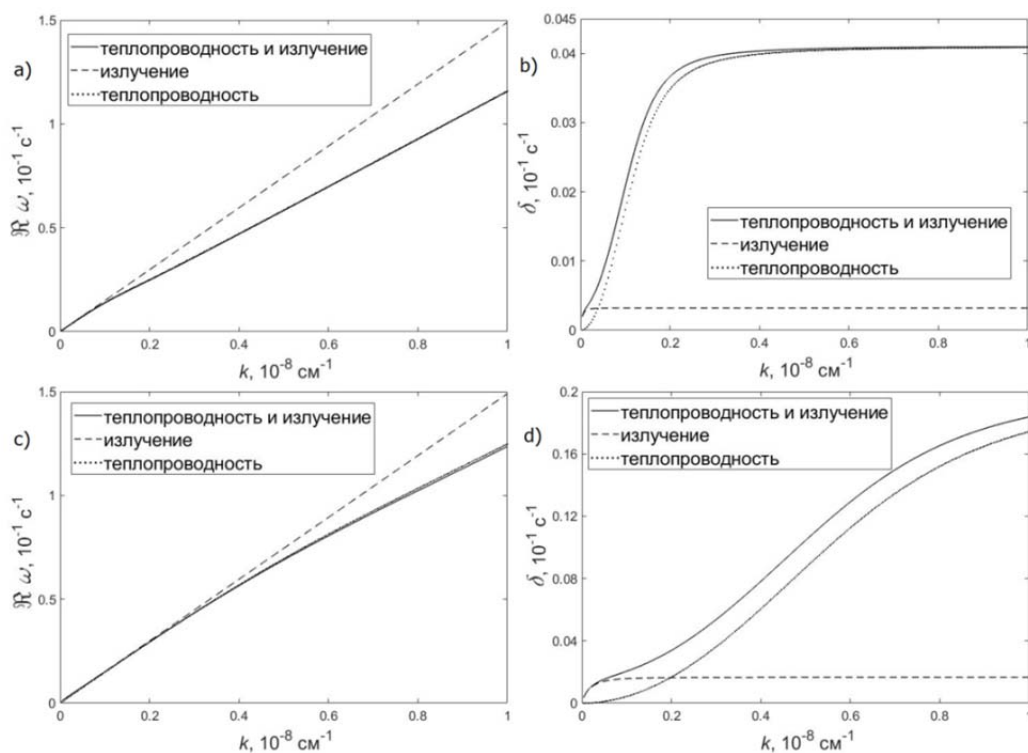 a)
1.5
1
0.5
0
ℜ ω, 10⁻¹ с⁻¹
теплопроводность и излучение
излучение
теплопроводность
0 0.2 0.4 0.6 0.8 1
k, 10⁻⁸ см⁻¹
b)
0.045
0.04
0.03
0.02
0.01
0
δ, 10⁻¹ с⁻¹
теплопроводность и излучение
излучение
теплопроводность
0 0.2 0.4 0.6 0.8 1
k, 10⁻⁸ см⁻¹
c)
1.5
1
0.5
0
ℜ ω, 10⁻¹ с⁻¹
теплопроводность и излучение
излучение
теплопроводность
0 0.2 0.4 0.6 0.8 1
k, 10⁻⁸ см⁻¹
d)
0.2
0.16
0.12
0.08
0.04
0
δ, 10⁻¹ с⁻¹
теплопроводность и излучение
излучение
теплопроводность
0 0.2 0.4 0.6 0.8 1
k, 10⁻⁸ см⁻¹